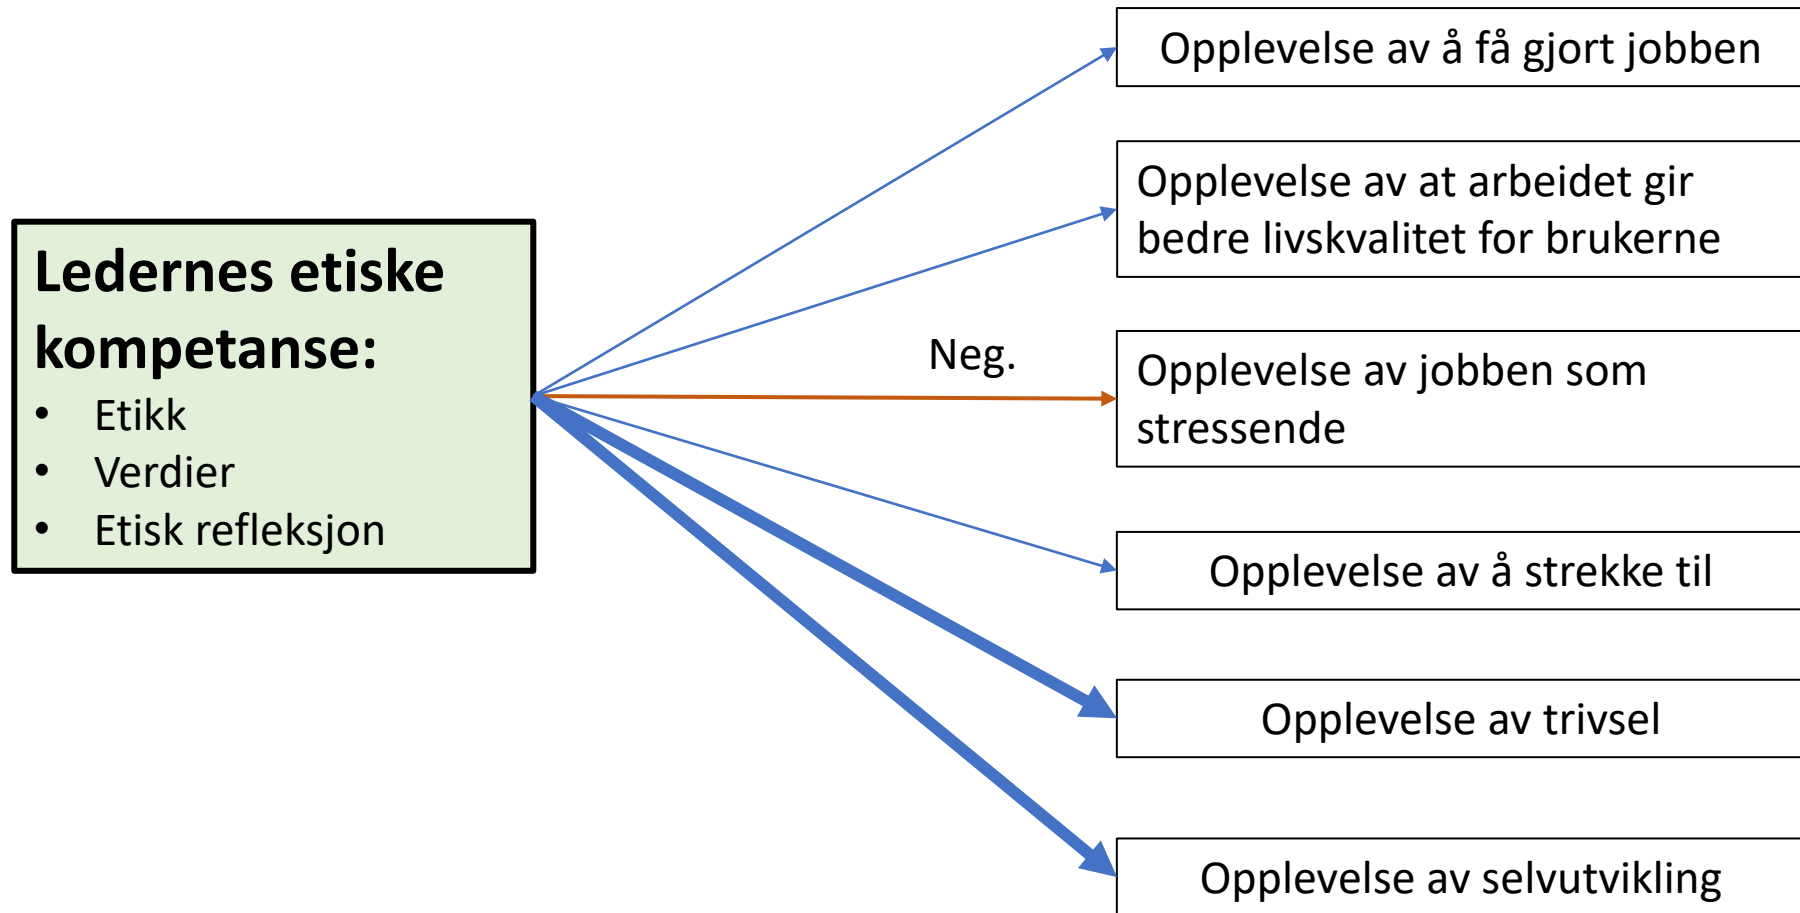 Opplevelse av å få gjort jobben
Opplevelse av at arbeidet gir
bedre livskvalitet for brukerne
Ledernes etiske
kompetanse:
• Etikk
• Verdier
• Etisk refleksjon
Neg.
Opplevelse av jobben som
stressende
Opplevelse av å strekke til
Opplevelse av trivsel
Opplevelse av selvutvikling